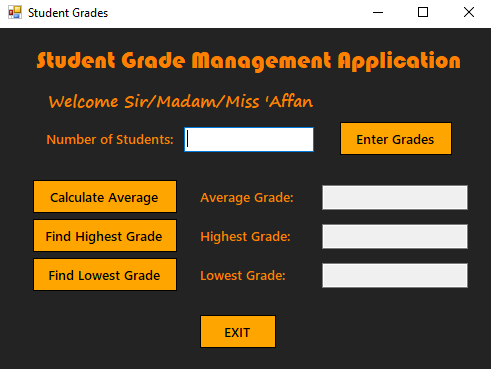 Student Grades
Student Grade Management Application
Welcome Sir/Madam/Miss 'Affan
Number of Students: Enter Grades
Calculate Average Average Grade:
Find Highest Grade Highest Grade:
Find Lowest Grade Lowest Grade:
EXIT